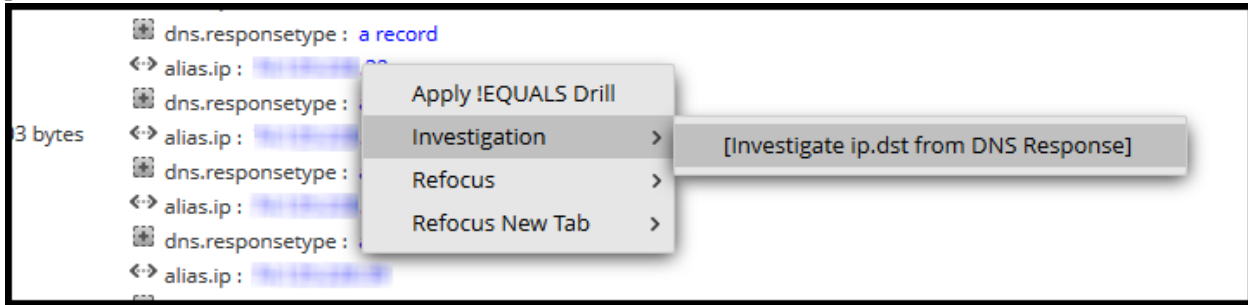 dns.responsetype : a record
alias.ip :
Apply !EQUALS Drill
dns.responsetype :
3 bytes
alias.ip :
Investigation
[Investigate ip.dst from DNS Response]
dns.responsetype :
Refocus
alias.ip :
Refocus New Tab
dns.responsetype :
alias.ip :